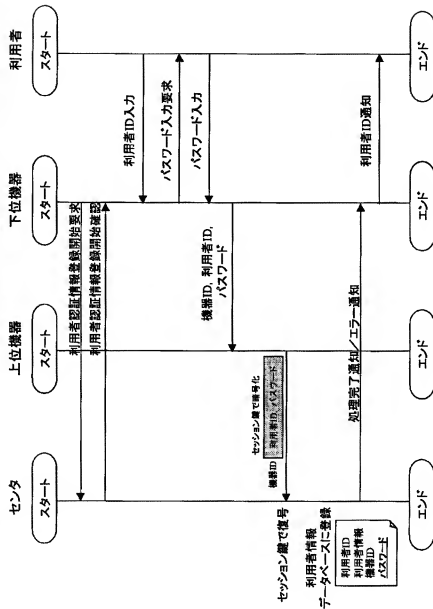 利用者
下位機器
上位機器
センタ
スタート
スタート
スタート
スタート
利用者認証情報登録開始要求
利用者認証情報登録開始確認
利用者ID入力
パスワード入力要求
パスワード入力
機器ID、利用者ID、
パスワード
セッション鍵で暗号化
機器ID
利用者ID パスワード
セッション鍵で復号
利用者情報
データベースに登録
利用者ID
利用者情報
機器ID
パスワード
処理完了通知/エラー通知
利用者ID通知
エンド
エンド
エンド
エンド